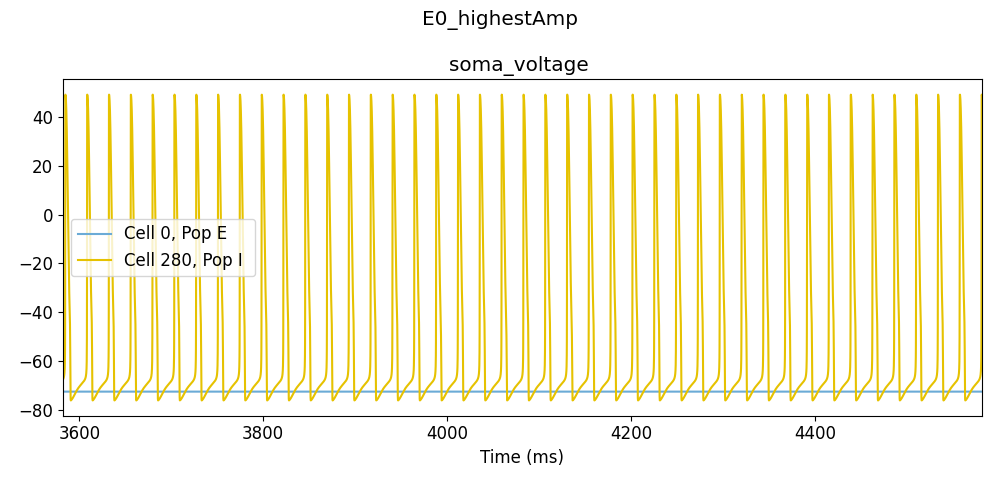 E0_highestAmp
soma_voltage
40
20
0
−20
−40
−60
−80
Cell 0, Pop E
Cell 280, Pop I
3600 3800 4000 4200 4400
Time (ms)